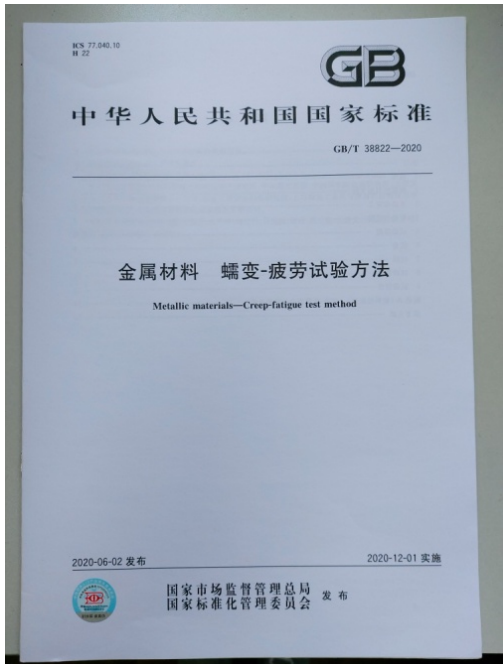 ICS 77.040.10
H 22
GB
中华人民共和国国家标准
GB/T 38822—2020
金属材料 蠕变-疲劳试验方法
Metallic materials—Creep-fatigue test method
2020-06-02 发布
2020-12-01 实施
国家市场监督管理总局
国家标准化管理委员会
发布